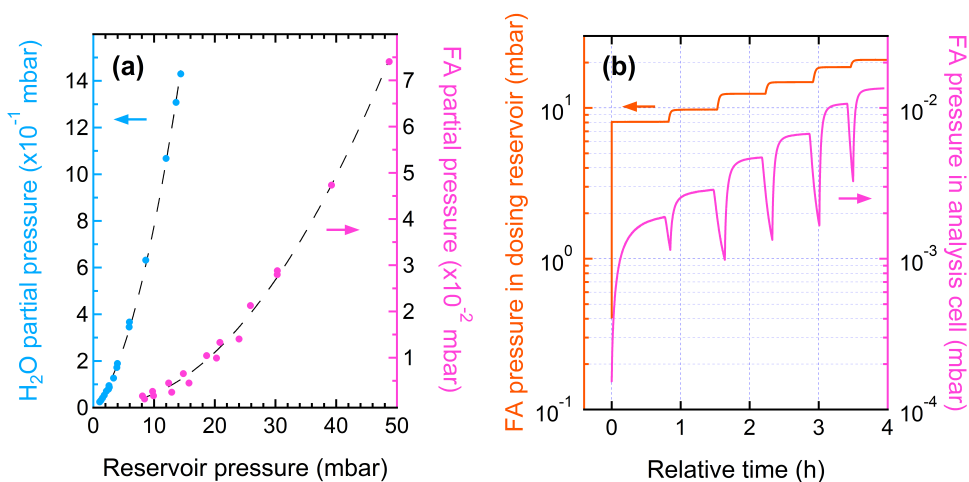 (a)
H₂O partial pressure (x10⁻¹ mbar)
14
12
10
8
6
4
2
0
0 10 20 30 40 50
Reservoir pressure (mbar)
7
6
5
4
3
2
1
FA partial pressure (x10⁻² mbar)
(b)
FA pressure in dosing reservoir (mbar)
10¹
10⁰
10⁻¹
0 1 2 3 4
Relative time (h)
10⁻²
10⁻³
10⁻⁴
FA pressure in analysis cell (mbar)